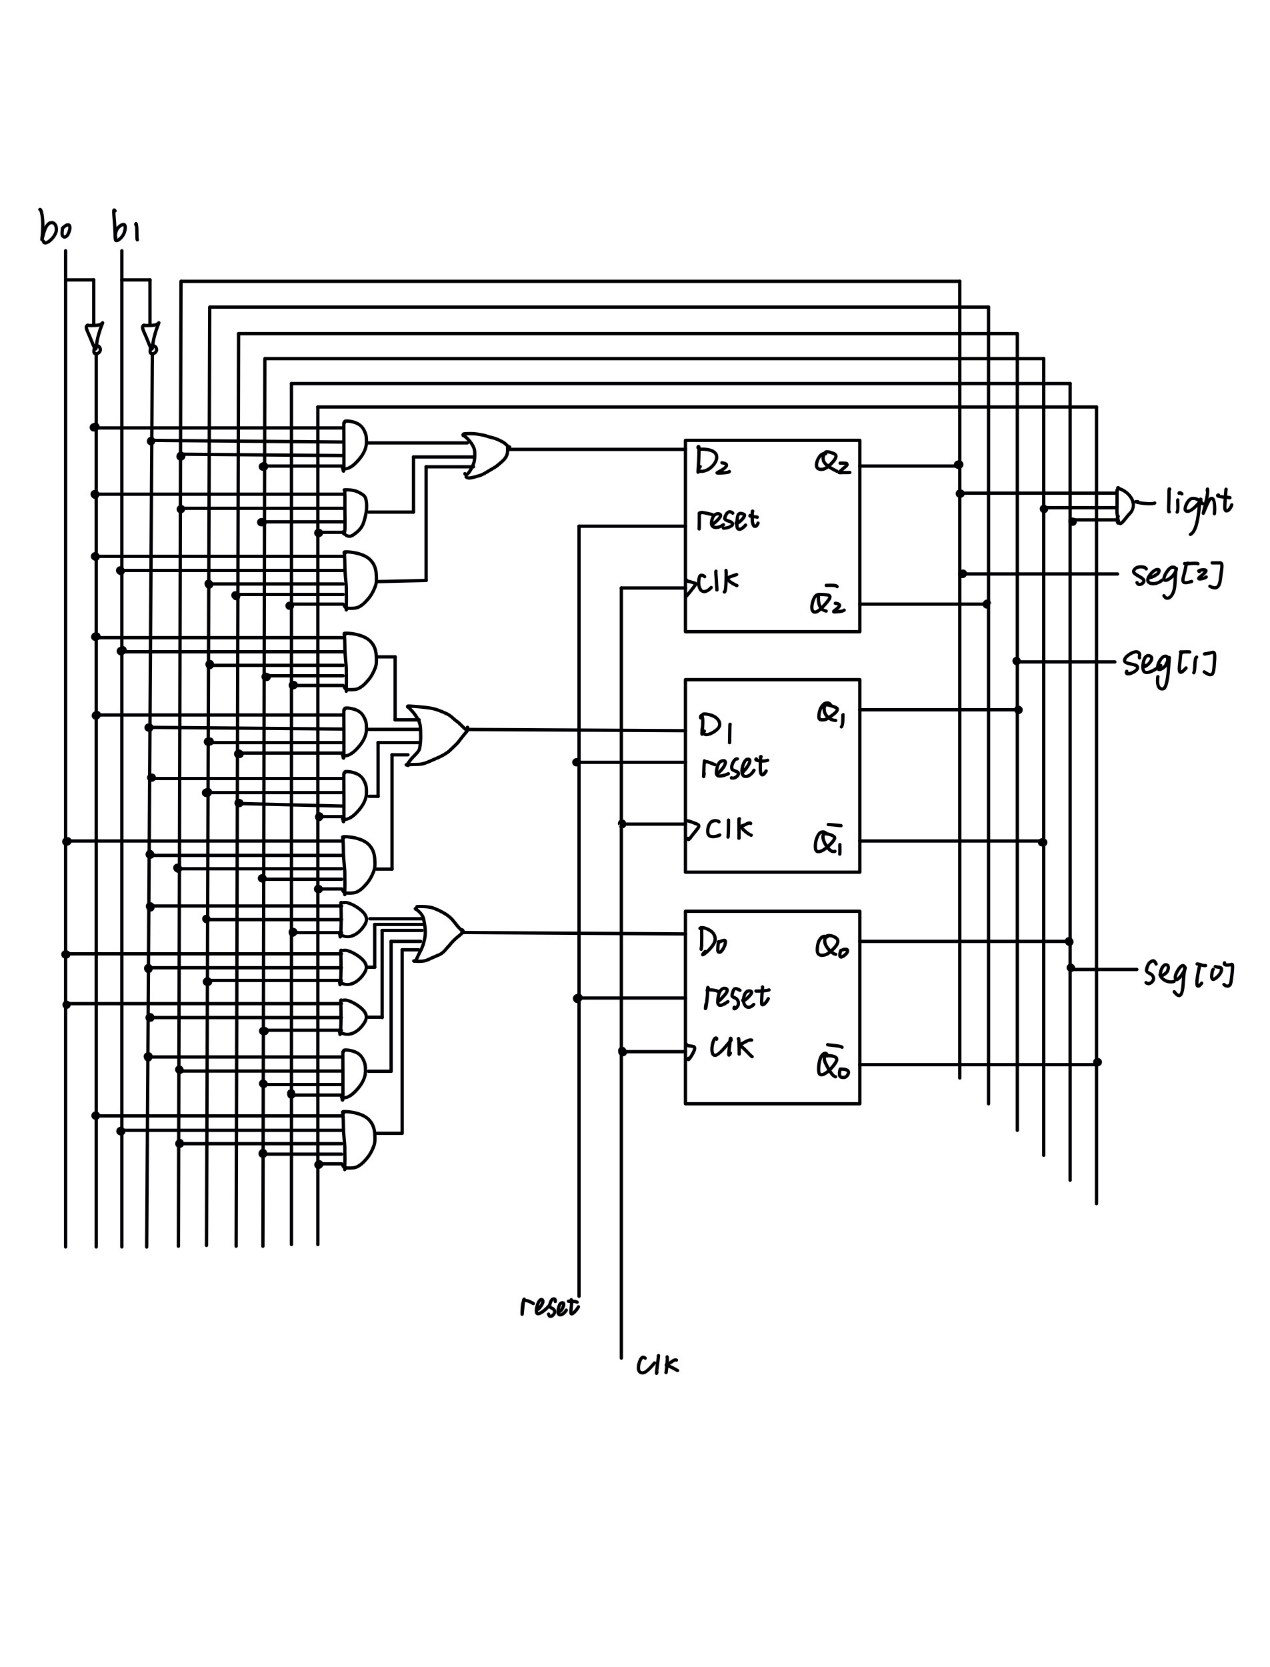 b0 b1
D2 Q2
reset
clk
Q̄2
light
seg[2]
seg[1]
D1 Q1
reset
clk Q̄1
D0 Q0
reset
clk Q̄0
seg[0]
reset
clk